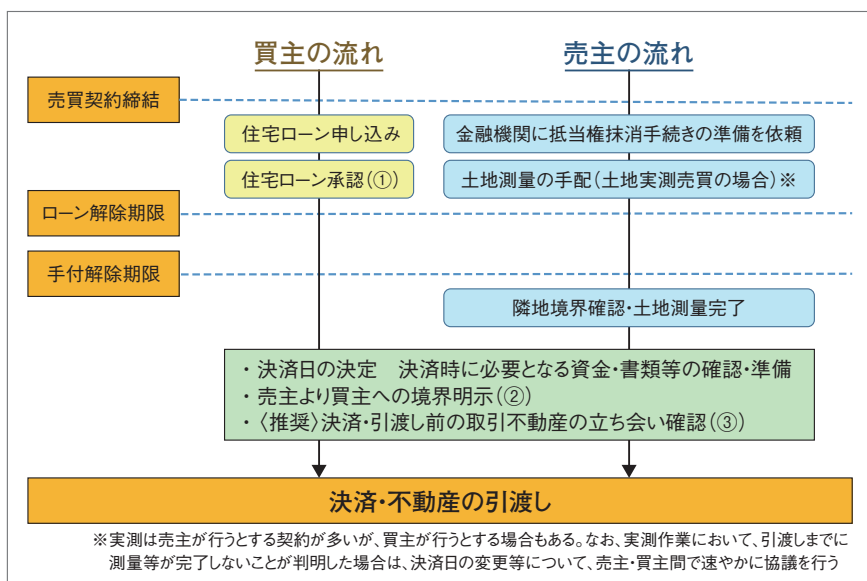 買主の流れ
売主の流れ
売買契約締結
住宅ローン申し込み
金融機関に抵当権抹消手続きの準備を依頼
住宅ローン承認(①)
土地測量の手配(土地実測売買の場合)※
ローン解除期限
手付解除期限
隣地境界確認・土地測量完了
・決済日の決定　決済時に必要となる資金・書類等の確認・準備
・売主より買主への境界明示(②)
・〈推奨〉決済・引渡し前の取引不動産の立ち会い確認(③)
決済・不動産の引渡し
※実測は売主が行うとする契約が多いが、買主が行うとする場合もある。なお、実測作業において、引渡しまでに
測量等が完了しないことが判明した場合は、決済日の変更等について、売主・買主間で速やかに協議を行う